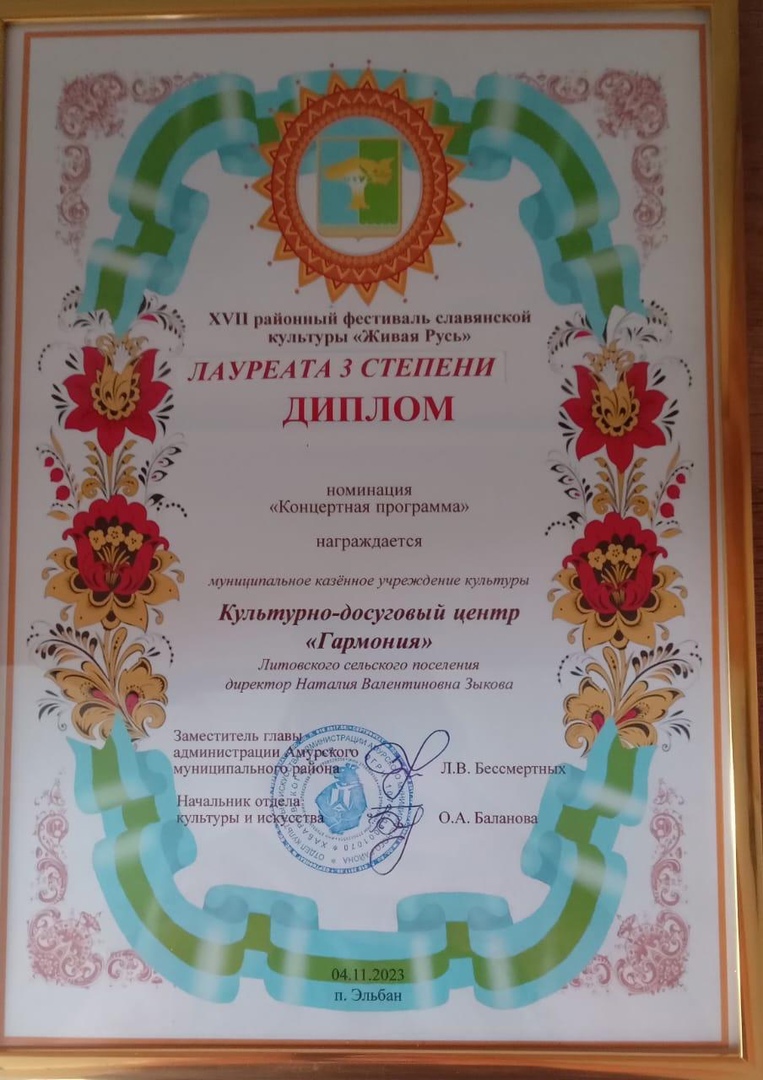 XVII районный фестиваль славянской
культуры «Живая Русь»
ЛАУРЕАТА 3 СТЕПЕНИ
ДИПЛОМ
номинация
«Концертная программа»
награждается
муниципальное казённое учреждение культуры
Культурно-досуговый центр
«Гармония»
Литовского сельского поселения
директор Наталия Валентиновна Зыкова
Заместитель главы
администрации Амурского
муниципального района
Л.В. Бессмертных
Начальник отдела
культуры и искусства
О.А. Баланова
04.11.2023
п. Эльбан